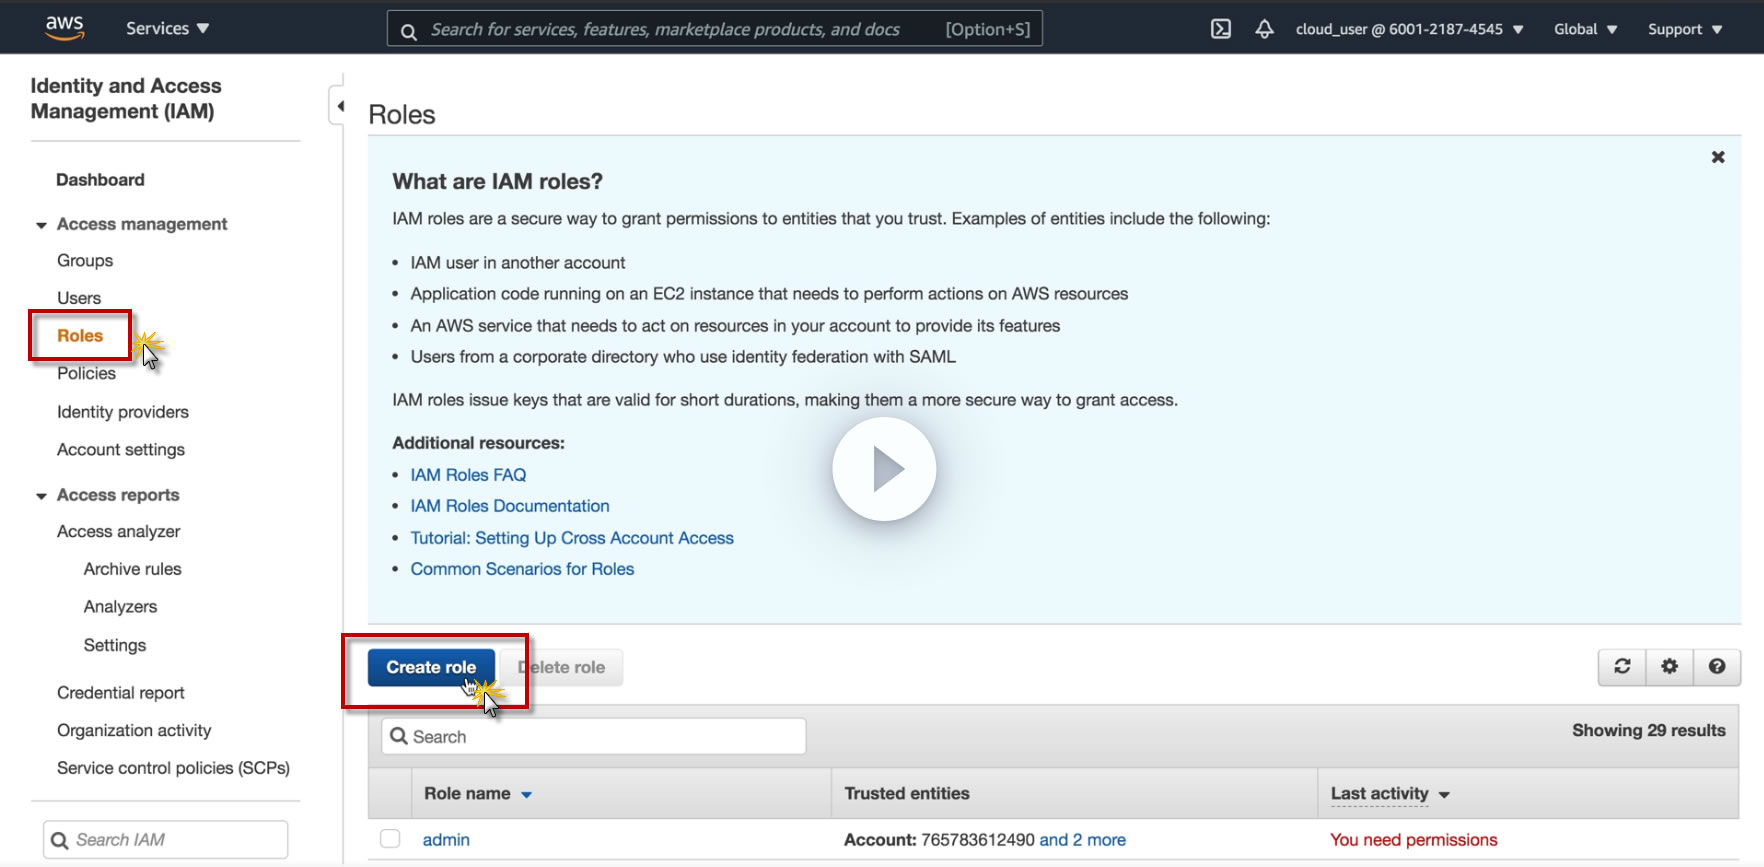 aws
Services
Search for services, features, marketplace products, and docs [Option+S]
cloud_user @ 6001-2187-4545
Global
Support
Identity and Access
Management (IAM)
Dashboard
Access management
Groups
Users
Roles
Policies
Identity providers
Account settings
Access reports
Access analyzer
Archive rules
Analyzers
Settings
Credential report
Organization activity
Service control policies (SCPs)
Search IAM
Roles
What are IAM roles?
IAM roles are a secure way to grant permissions to entities that you trust. Examples of entities include the following:
• IAM user in another account
• Application code running on an EC2 instance that needs to perform actions on AWS resources
• An AWS service that needs to act on resources in your account to provide its features
• Users from a corporate directory who use identity federation with SAML
IAM roles issue keys that are valid for short durations, making them a more secure way to grant access.
Additional resources:
• IAM Roles FAQ
• IAM Roles Documentation
• Tutorial: Setting Up Cross Account Access
• Common Scenarios for Roles
Create role
Delete role
Search
Showing 29 results
Role name
Trusted entities
Last activity
admin
Account: 765783612490 and 2 more
You need permissions